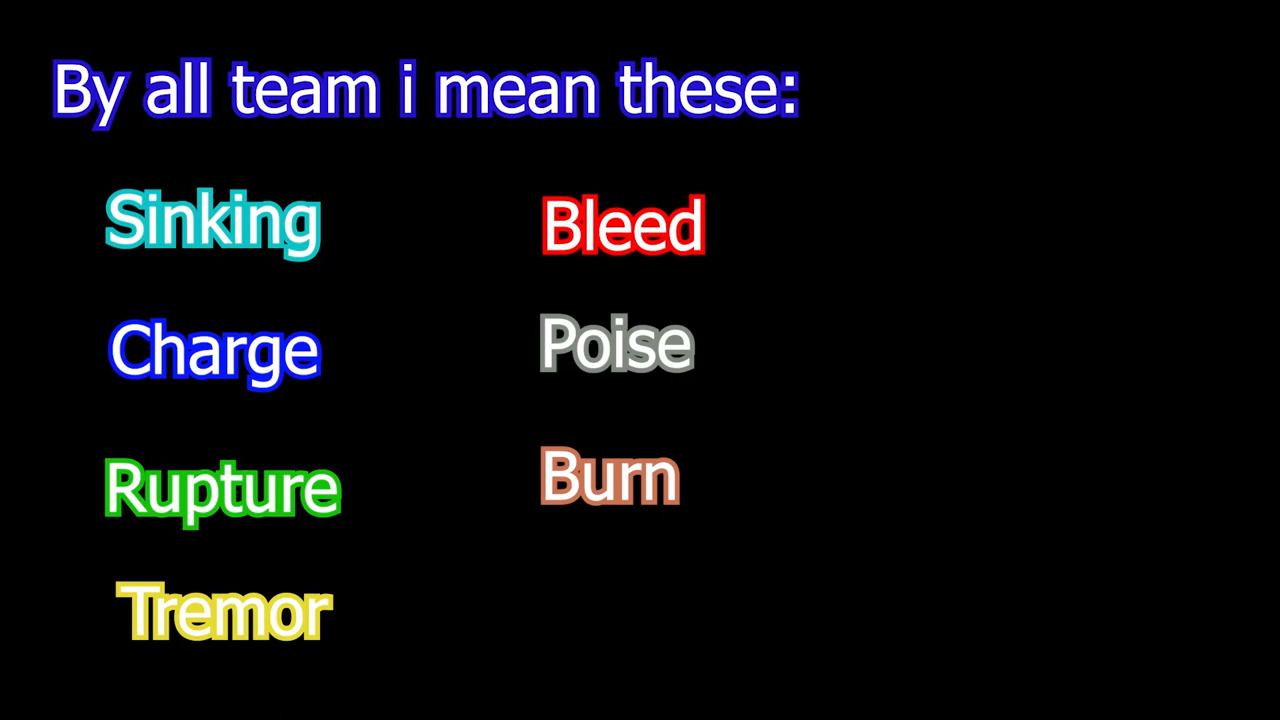 By all team i mean these:
Sinking
Bleed
Charge
Poise
Rupture
Burn
Tremor